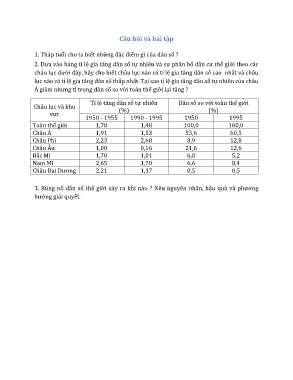 Câu hỏi và bài tập
1. Tháp tuổi cho ta biết những đặc điểm gì của dân số ?
2. Dựa vào bảng tỉ lệ gia tăng dân số tự nhiên và sự phân bố dân cư thế giới theo các
châu lục dưới đây, hãy cho biết châu lục nào có tỉ lệ gia tăng dân số cao nhất và châu
lục nào có tỉ lệ gia tăng dân số thấp nhất. Tại sao tỉ lệ gia tăng dân số tự nhiên của châu
Á giảm nhưng tỉ trọng dân số so với toàn thế giới lại tăng ?
Châu lục và khu vực | Tỉ lệ tăng dân số tự nhiên (%) | Dân số so với toàn thế giới (%)
1950 - 1955 | 1990 - 1995 | 1950 | 1995
Toàn thế giới | 1,78 | 1,48 | 100,0 | 100,0
Châu Á | 1,91 | 1,53 | 55,6 | 60,5
Châu Phi | 2,23 | 2,68 | 8,9 | 12,8
Châu Âu | 1,00 | 0,16 | 21,6 | 12,6
Bắc Mĩ | 1,70 | 1,01 | 6,8 | 5,2
Nam Mĩ | 2,65 | 1,70 | 6,6 | 8,4
Châu Đại Dương | 2,21 | 1,37 | 0,5 | 0,5
3. Bùng nổ dân số thế giới xảy ra khi nào ? Nêu nguyên nhân, hậu quả và phương
hướng giải quyết.